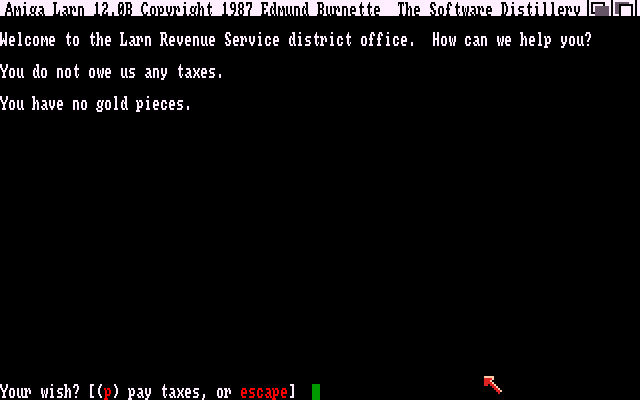 Amiga Larn 12.0B Copyright 1987 Edmund Burnette  The Software Distillery
Welcome to the Larn Revenue Service district office.  How can we help you?
You do not owe us any taxes.
You have no gold pieces.
Your wish? [(p) pay taxes, or escape]